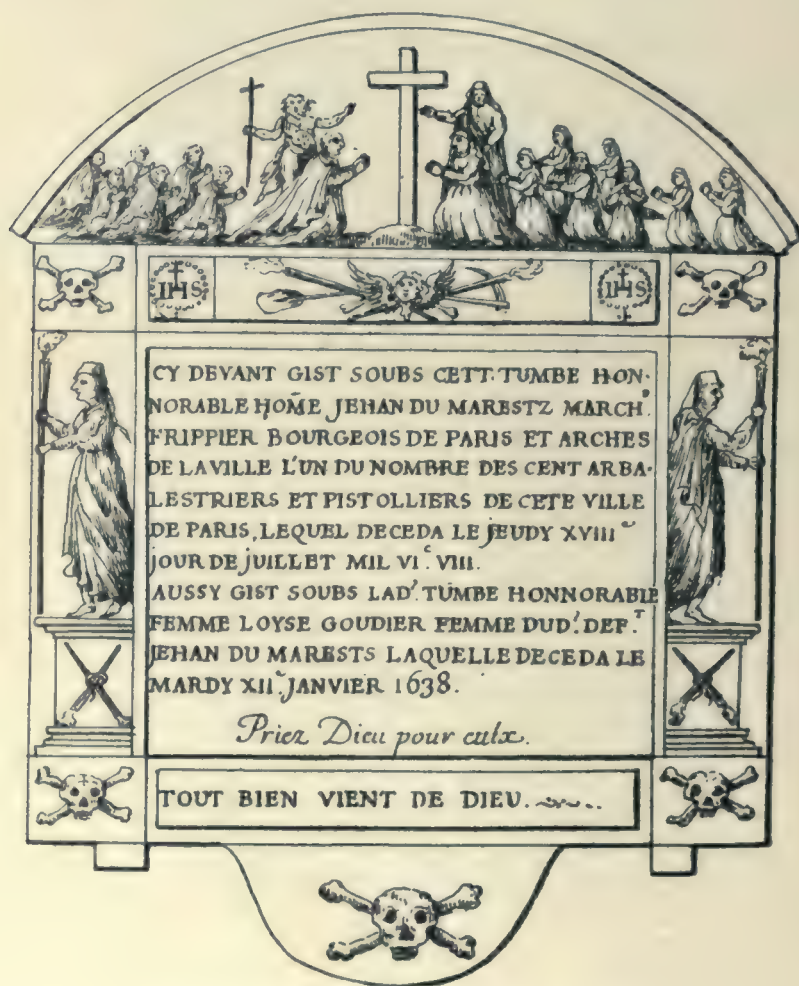 IHS IHS
CY DEVANT GIST SOUBS CETT. TUMBE HON-
NORABLE HOM̃E JEHAN DU MARESTZ MARCH.ᵗ
FRIPPIER BOURGEOIS DE PARIS ET ARCHES
DE LA VILLE L'UN DU NOMBRE DES CENT ARBA-
LESTRIERS ET PISTOLLIERS DE CETE VILLE
DE PARIS, LEQUEL DECEDA LE JEUDY XVIIIᵉ
JOUR DE JUILLET MIL VIᶜ. VIII.
AUSSY GIST SOUBS LAD.ᵗ TUMBE HONNORABLE
FEMME LOYSE GOUDIER FEMME DUD.ᵗ DEF.ᵀ
JEHAN DU MARESTS LAQUELLE DECEDA LE
MARDY XII.ᵉ JANVIER 1638.
Priez Dieu pour eulx.
TOUT BIEN VIENT DE DIEU.